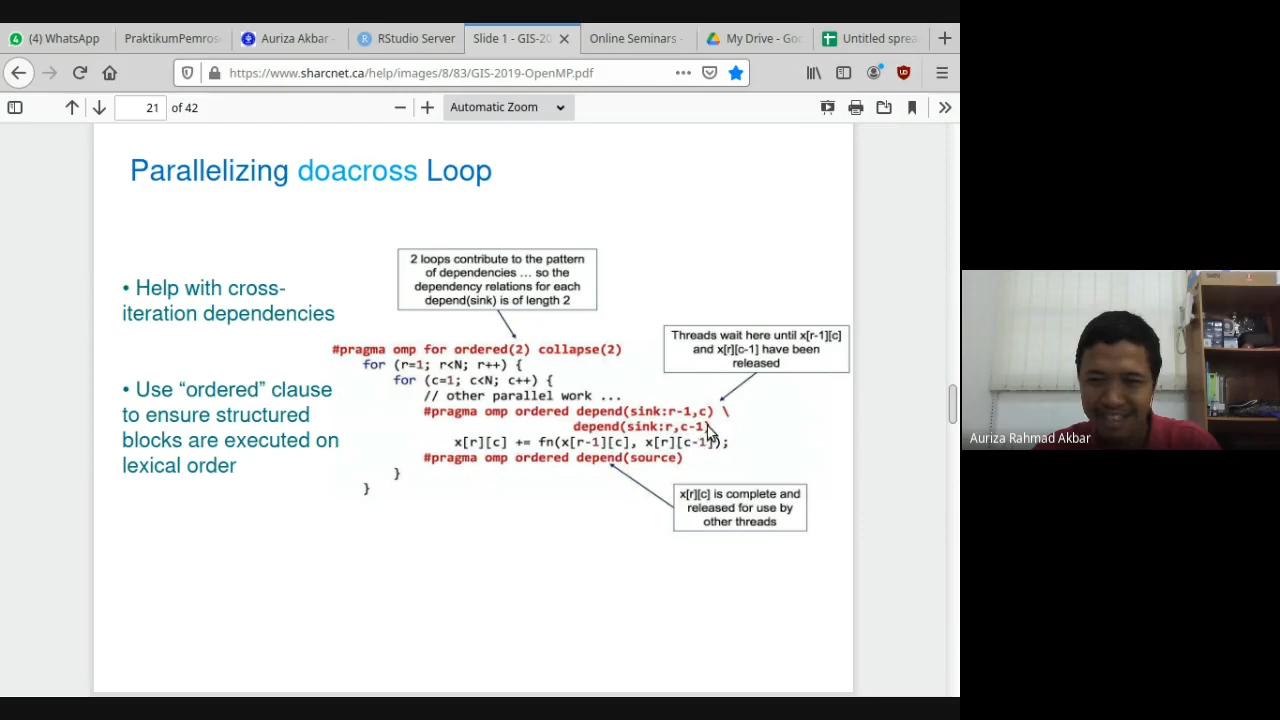 (4) WhatsApp
PraktikumPemros
Auriza Akbar -
RStudio Server
Slide 1 - GIS-20
Online Seminars -
My Drive - Goo
Untitled sprea
https://www.sharcnet.ca/help/images/8/83/GIS-2019-OpenMP.pdf
21 of 42
Automatic Zoom
Parallelizing doacross Loop
• Help with cross-
iteration dependencies
• Use “ordered” clause
to ensure structured
blocks are executed on
lexical order
2 loops contribute to the pattern
of dependencies ... so the
dependency relations for each
depend(sink) is of length 2
Threads wait here until x[r-1][c]
and x[r][c-1] have been
released
#pragma omp for ordered(2) collapse(2)
for (r=1; r<N; r++) {
for (c=1; c<N; c++) {
// other parallel work ...
#pragma omp ordered depend(sink:r-1,c) \
depend(sink:r,c-1)
x[r][c] += fn(x[r-1][c], x[r][c-1]);
#pragma omp ordered depend(source)
}
}
x[r][c] is complete and
released for use by
other threads
Auriza Rahmad Akbar